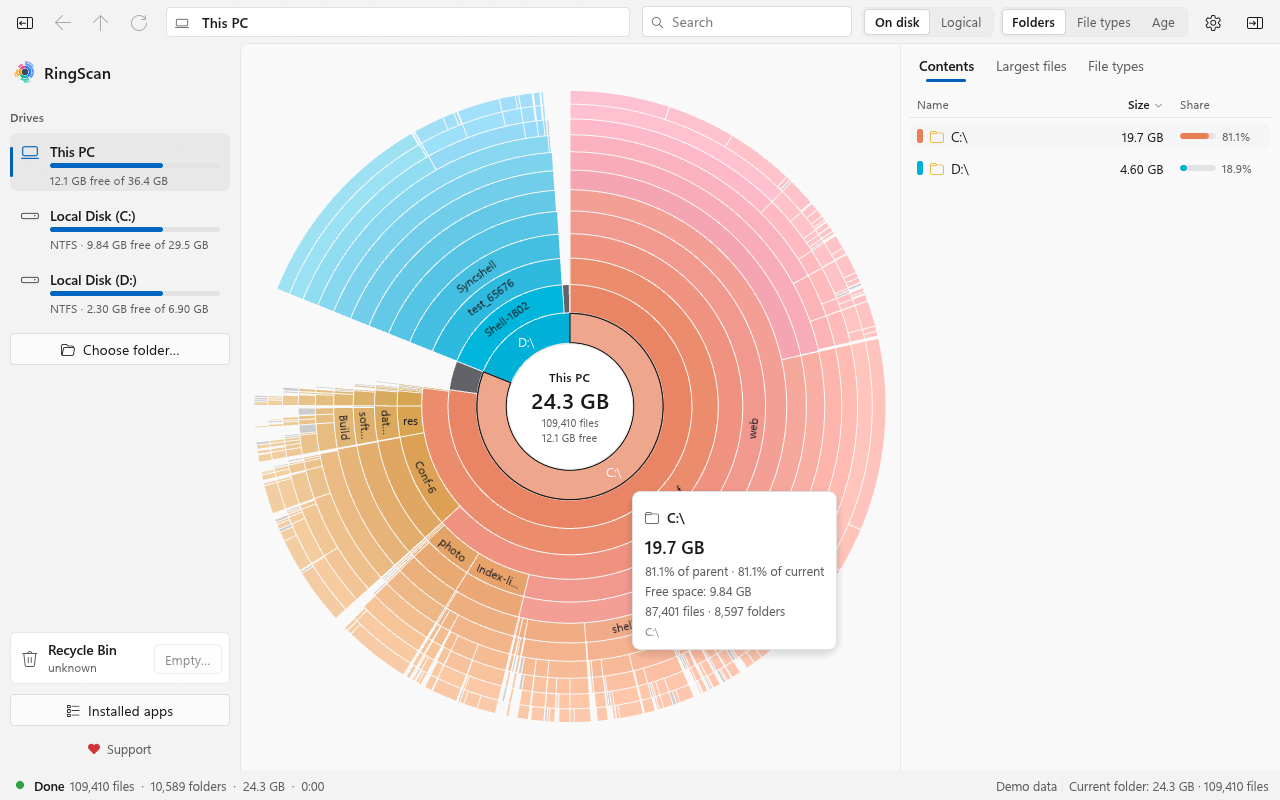 This PC
Search
On disk
Logical
Folders
File types
Age
RingScan
Drives
This PC
12.1 GB free of 36.4 GB
Local Disk (C:)
NTFS · 9.84 GB free of 29.5 GB
Local Disk (D:)
NTFS · 2.30 GB free of 6.90 GB
Choose folder...
Recycle Bin
unknown
Empty...
Installed apps
Support
Syncshell
test_65676
Shell-1802
D:\
This PC
24.3 GB
109,410 files
12.1 GB free
C:\
web
res
dat...
soft...
Build
Conf-6
photo
Index-li...
shel
C:\
19.7 GB
81.1% of parent · 81.1% of current
Free space: 9.84 GB
87,401 files · 8,597 folders
C:\
Contents
Largest files
File types
Name
Size
Share
C:\
19.7 GB
81.1%
D:\
4.60 GB
18.9%
Done
109,410 files · 10,589 folders · 24.3 GB · 0:00
Demo data
Current folder: 24.3 GB · 109,410 files